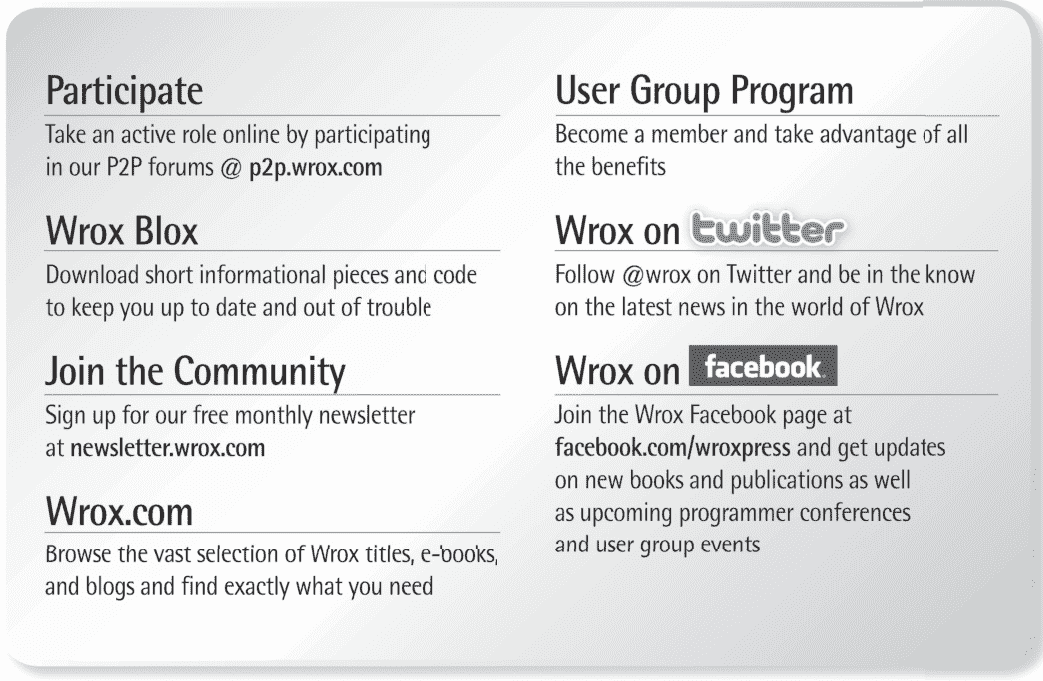 Participate
Take an active role online by participating
in our P2P forums @ p2p.wrox.com
Wrox Blox
Download short informational pieces and code
to keep you up to date and out of trouble
Join the Community
Sign up for our free monthly newsletter
at newsletter.wrox.com
Wrox.com
Browse the vast selection of Wrox titles, e-books,
and blogs and find exactly what you need
User Group Program
Become a member and take advantage of all
the benefits
Wrox on twitter
Follow @wrox on Twitter and be in the know
on the latest news in the world of Wrox
Wrox on facebook
Join the Wrox Facebook page at
facebook.com/wroxpress and get updates
on new books and publications as well
as upcoming programmer conferences
and user group events